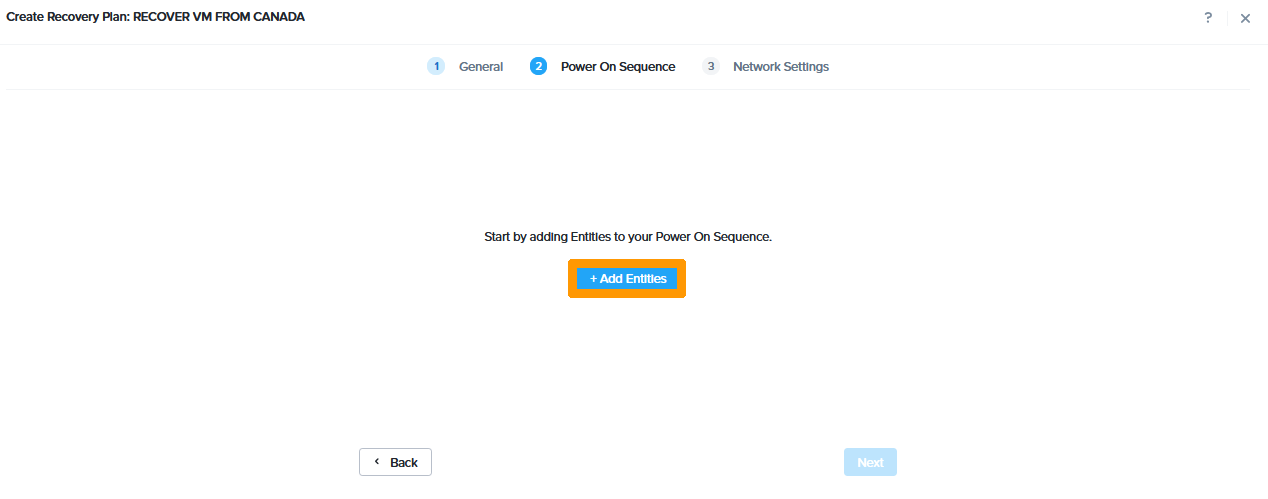 Create Recovery Plan: RECOVER VM FROM CANADA ? ×
1 General 2 Power On Sequence 3 Network Settings
Start by adding Entities to your Power On Sequence.
+ Add Entities
‹ Back Next